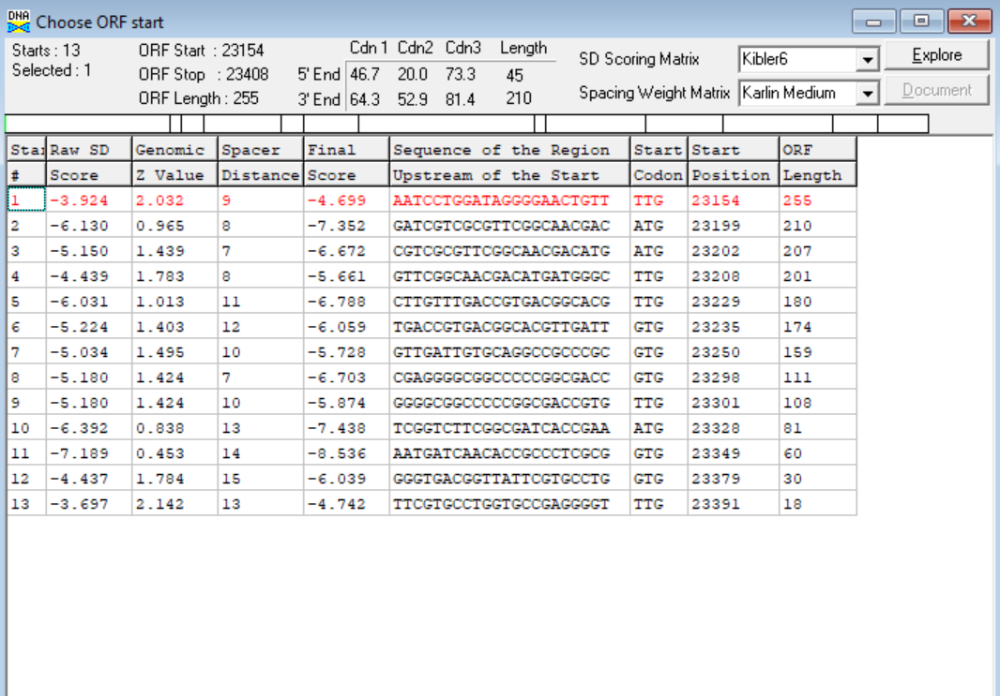 DNA Choose ORF start
Starts : 13 ORF Start : 23154 Cdn 1 Cdn2 Cdn3 Length SD Scoring Matrix Kibler6 Explore
Selected : 1 ORF Stop : 23408 5' End 46.7 20.0 73.3 45
ORF Length : 255 3' End 64.3 52.9 81.4 210 Spacing Weight Matrix Karlin Medium Document
Star Raw SD Genomic Spacer Final Sequence of the Region Start Start ORF
# Score Z Value Distance Score Upstream of the Start Codon Position Length
1 -3.924 2.032 9 -4.699 AATCCTGGATAGGGGAACTGTT TTG 23154 255
2 -6.130 0.965 8 -7.352 GATCGTCGCGTTCGGCAACGAC ATG 23199 210
3 -5.150 1.439 7 -6.672 CGTCGCGTTCGGCAACGACATG ATG 23202 207
4 -4.439 1.783 8 -5.661 GTTCGGCAACGACATGATGGGC TTG 23208 201
5 -6.031 1.013 11 -6.788 CTTGTTTGACCGTGACGGCACG TTG 23229 180
6 -5.224 1.403 12 -6.059 TGACCGTGACGGCACGTTGATT GTG 23235 174
7 -5.034 1.495 10 -5.728 GTTGATTGTGCAGGCCGCCCGC GTG 23250 159
8 -5.180 1.424 7 -6.703 CGAGGGGCGGCCCCCGGCGACC GTG 23298 111
9 -5.180 1.424 10 -5.874 GGGGCGGCCCCCGGCGACCGTG TTG 23301 108
10 -6.392 0.838 13 -7.438 TCGGTCTTCGGCGATCACCGAA ATG 23328 81
11 -7.189 0.453 14 -8.536 AATGATCAACACCGCCCTCGCG GTG 23349 60
12 -4.437 1.784 15 -6.039 GGGTGACGGTTATTCGTGCCTG GTG 23379 30
13 -3.697 2.142 13 -4.742 TTCGTGCCTGGTGCCGAGGGGT TTG 23391 18